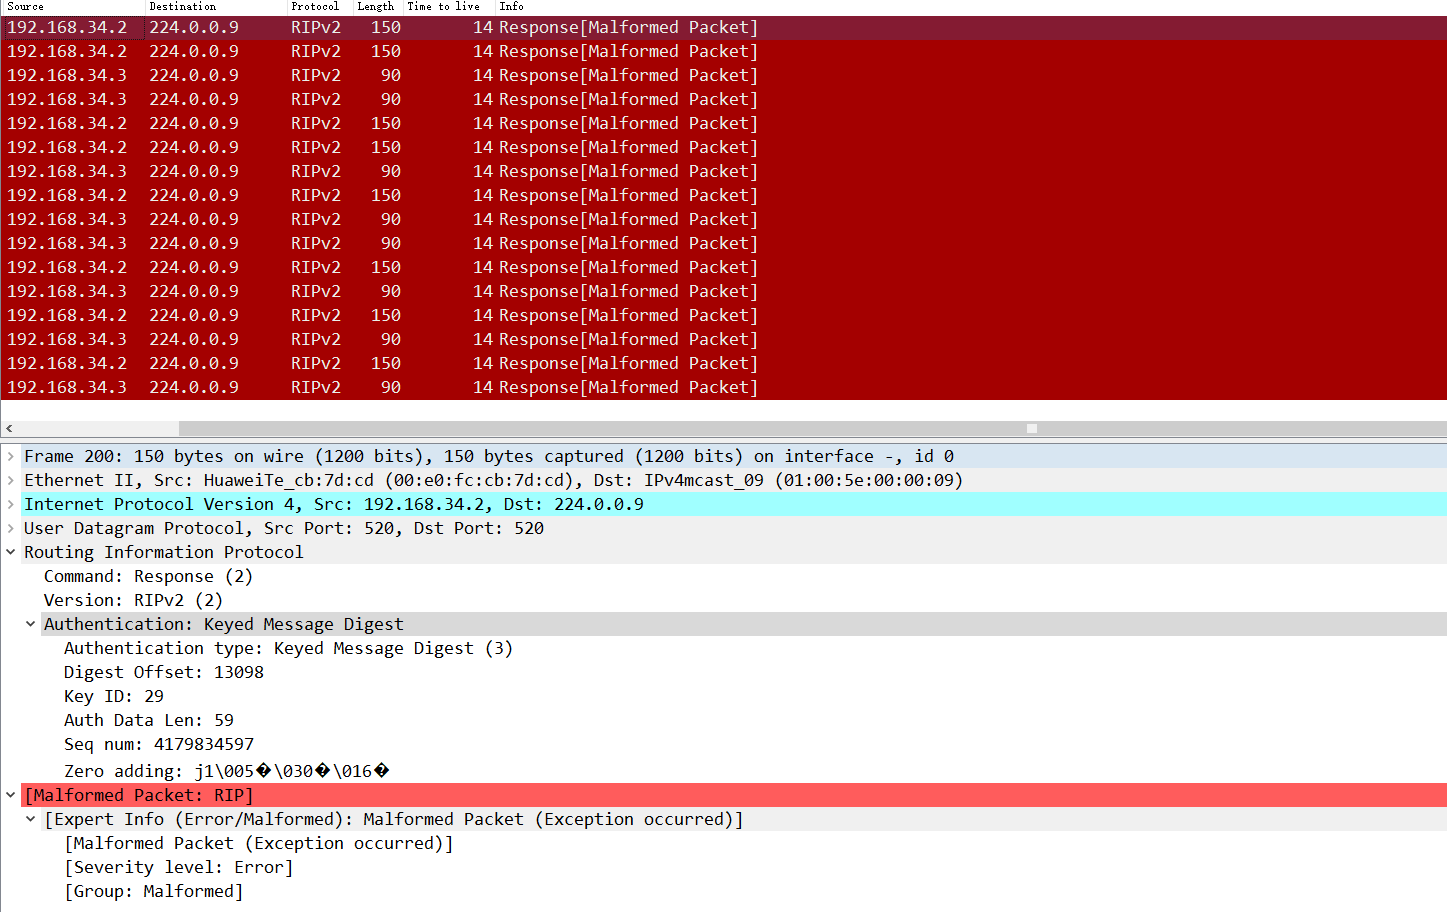 Source Destination Protocol Length Time to live Info
192.168.34.2 224.0.0.9 RIPv2 150 14 Response[Malformed Packet]
192.168.34.2 224.0.0.9 RIPv2 150 14 Response[Malformed Packet]
192.168.34.3 224.0.0.9 RIPv2 90 14 Response[Malformed Packet]
192.168.34.3 224.0.0.9 RIPv2 90 14 Response[Malformed Packet]
192.168.34.2 224.0.0.9 RIPv2 150 14 Response[Malformed Packet]
192.168.34.2 224.0.0.9 RIPv2 150 14 Response[Malformed Packet]
192.168.34.3 224.0.0.9 RIPv2 90 14 Response[Malformed Packet]
192.168.34.2 224.0.0.9 RIPv2 150 14 Response[Malformed Packet]
192.168.34.3 224.0.0.9 RIPv2 90 14 Response[Malformed Packet]
192.168.34.3 224.0.0.9 RIPv2 90 14 Response[Malformed Packet]
192.168.34.2 224.0.0.9 RIPv2 150 14 Response[Malformed Packet]
192.168.34.3 224.0.0.9 RIPv2 90 14 Response[Malformed Packet]
192.168.34.2 224.0.0.9 RIPv2 150 14 Response[Malformed Packet]
192.168.34.3 224.0.0.9 RIPv2 90 14 Response[Malformed Packet]
192.168.34.2 224.0.0.9 RIPv2 150 14 Response[Malformed Packet]
192.168.34.3 224.0.0.9 RIPv2 90 14 Response[Malformed Packet]
Frame 200: 150 bytes on wire (1200 bits), 150 bytes captured (1200 bits) on interface -, id 0
Ethernet II, Src: HuaweiTe_cb:7d:cd (00:e0:fc:cb:7d:cd), Dst: IPv4mcast_09 (01:00:5e:00:00:09)
Internet Protocol Version 4, Src: 192.168.34.2, Dst: 224.0.0.9
User Datagram Protocol, Src Port: 520, Dst Port: 520
Routing Information Protocol
Command: Response (2)
Version: RIPv2 (2)
Authentication: Keyed Message Digest
Authentication type: Keyed Message Digest (3)
Digest Offset: 13098
Key ID: 29
Auth Data Len: 59
Seq num: 4179834597
Zero adding: j1\005�\030�\016�
[Malformed Packet: RIP]
[Expert Info (Error/Malformed): Malformed Packet (Exception occurred)]
[Malformed Packet (Exception occurred)]
[Severity level: Error]
[Group: Malformed]